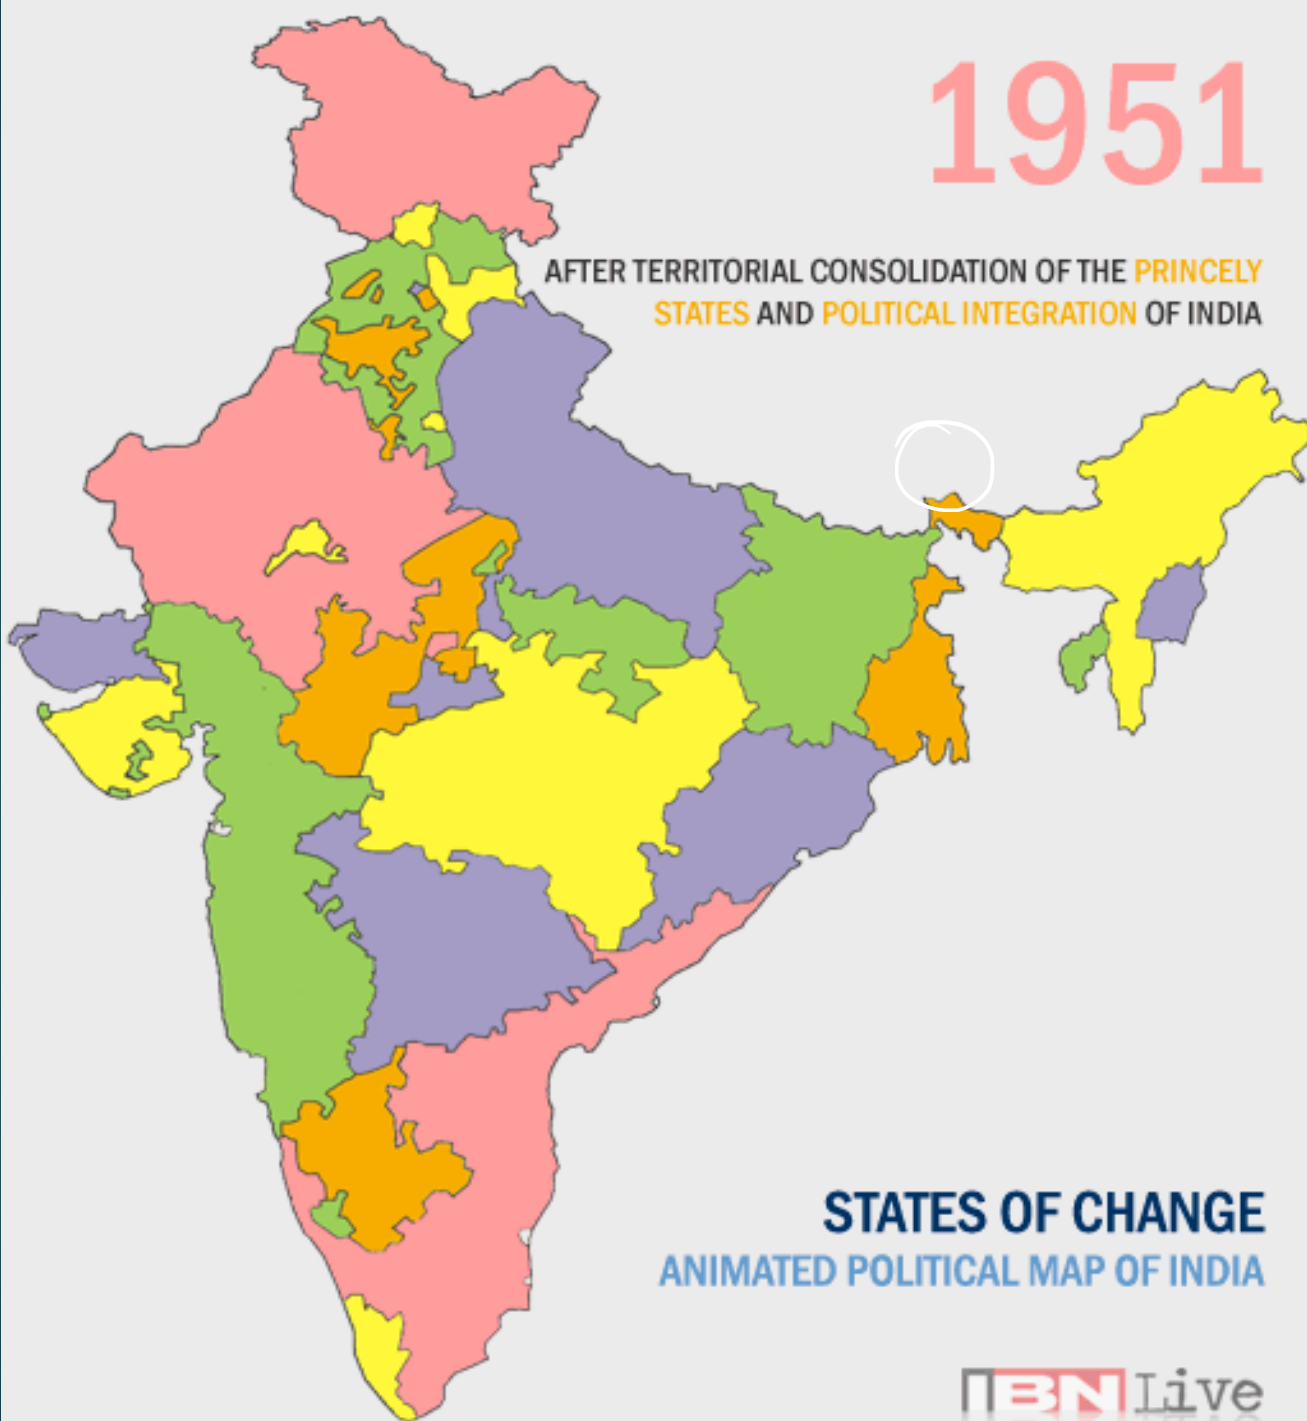 1951
AFTER TERRITORIAL CONSOLIDATION OF THE PRINCELY
STATES AND POLITICAL INTEGRATION OF INDIA
STATES OF CHANGE
ANIMATED POLITICAL MAP OF INDIA
IBN Live